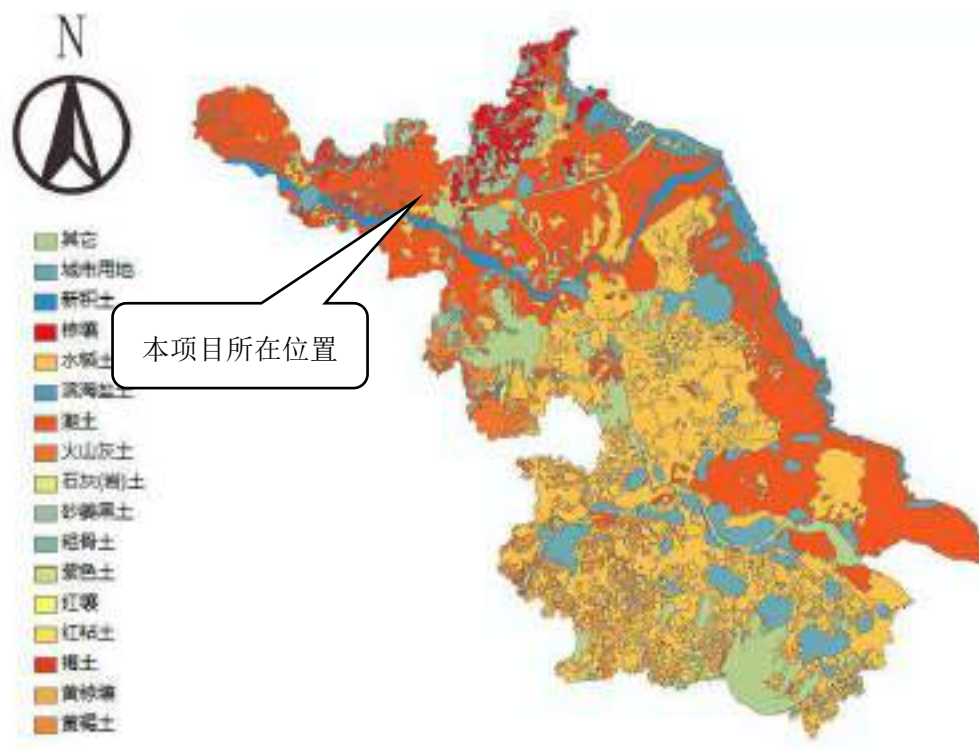 N
其它
城市用地
新积土
棕壤
水稻土
滨海盐土
潮土
火山灰土
石灰(岩)土
砂姜黑土
粗骨土
紫色土
红壤
红粘土
褐土
黄棕壤
黄褐土
本项目所在位置